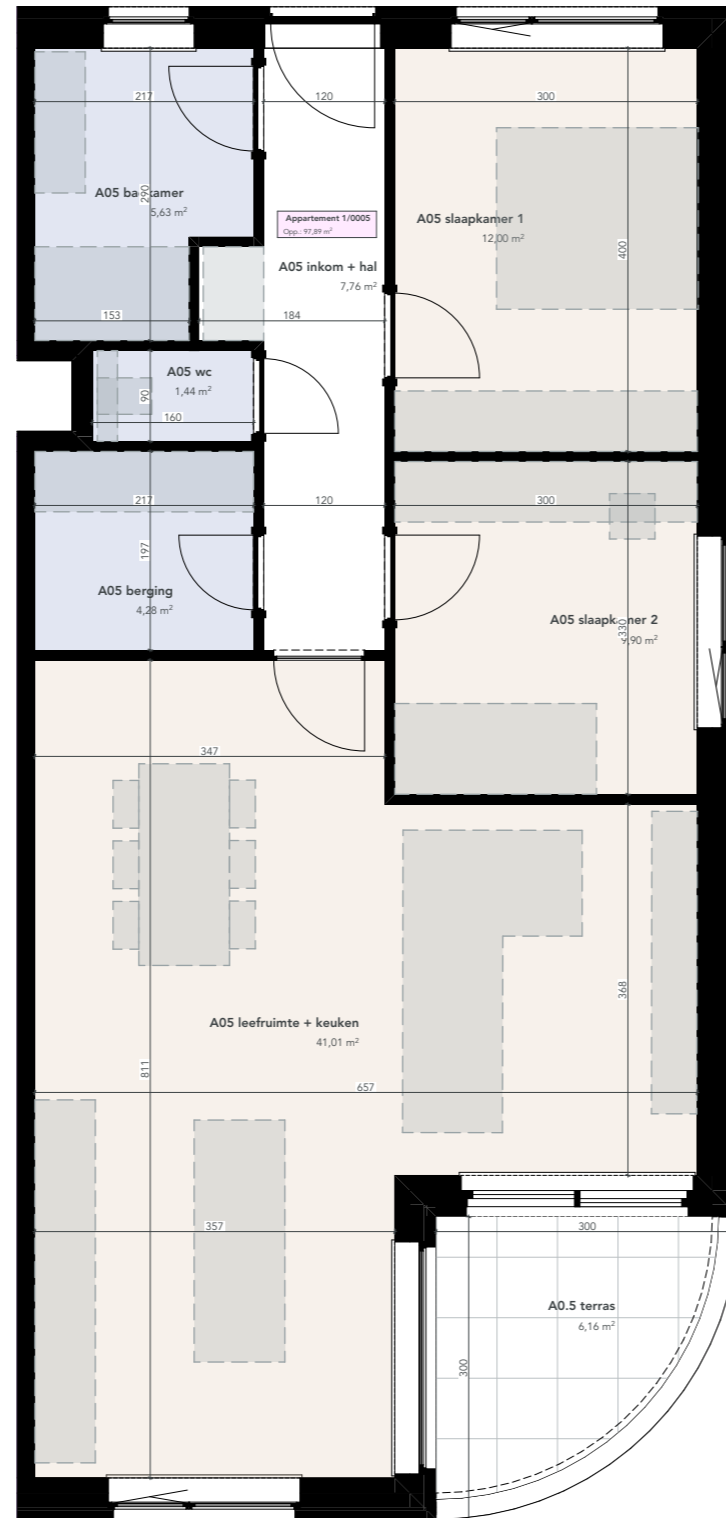 217
120
300
A05 badkamer
5,63 m²
290
Appartement 1/0005
Opp.: 97,89 m²
A05 slaapkamer 1
12,00 m²
400
A05 inkom + hal
7,76 m²
153
184
A05 wc
1,44 m²
90
160
217
120
300
197
A05 berging
4,28 m²
A05 slaapkamer 2
9,90 m²
330
347
A05 leefruimte + keuken
41,01 m²
368
811
657
357
300
A0.5 terras
6,16 m²
300